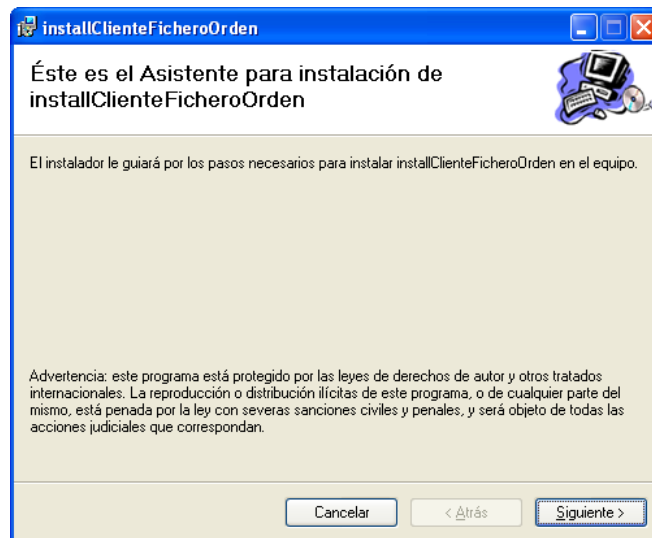 installClienteFicheroOrden
Éste es el Asistente para instalación de
installClienteFicheroOrden
El instalador le guiará por los pasos necesarios para instalar installClienteFicheroOrden en el equipo.
Advertencia: este programa está protegido por las leyes de derechos de autor y otros tratados
internacionales. La reproducción o distribución ilícitas de este programa, o de cualquier parte del
mismo, está penada por la ley con severas sanciones civiles y penales, y será objeto de todas las
acciones judiciales que correspondan.
Cancelar < Atrás Siguiente >